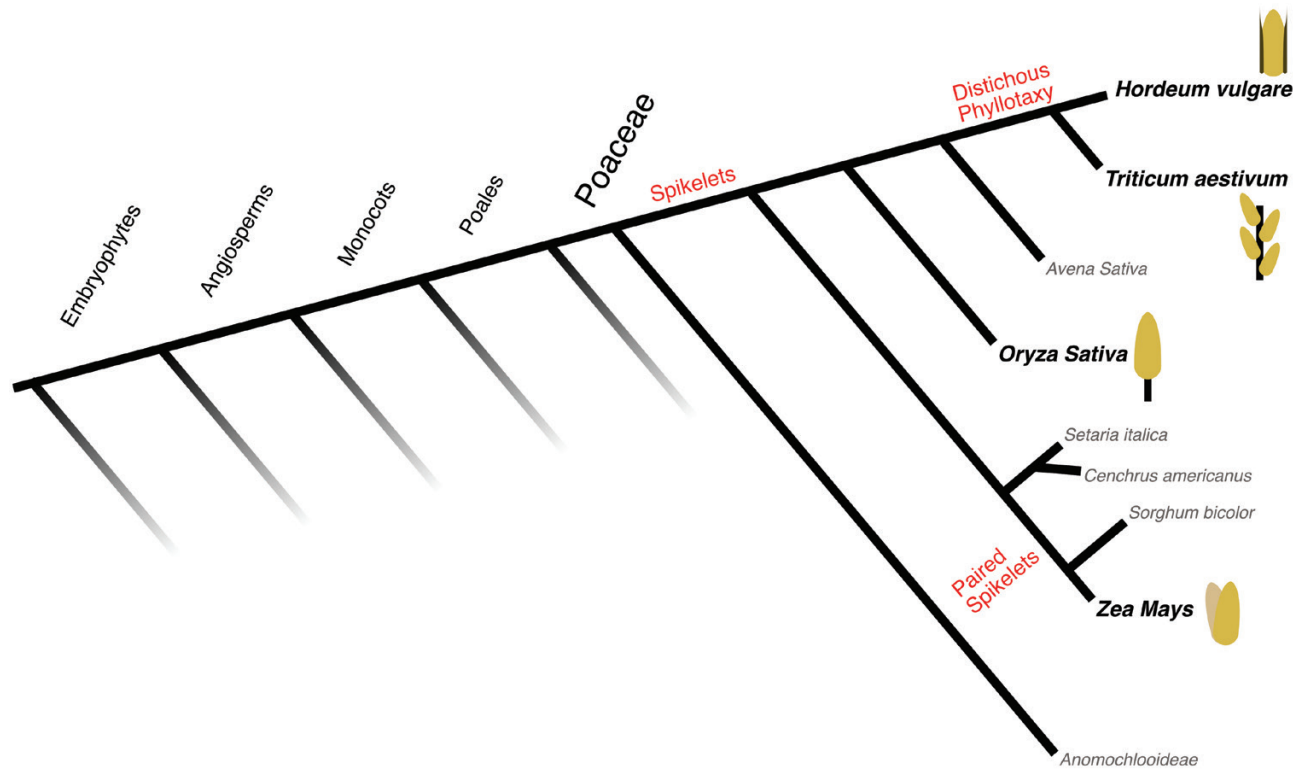 Embryophytes
Angiosperms
Monocots
Poales
Poaceae
Spikelets
Distichous
Phyllotaxy
Hordeum vulgare
Triticum aestivum
Avena Sativa
Oryza Sativa
Setaria italica
Cenchrus americanus
Sorghum bicolor
Paired
Spikelets
Zea Mays
Anomochlooideae